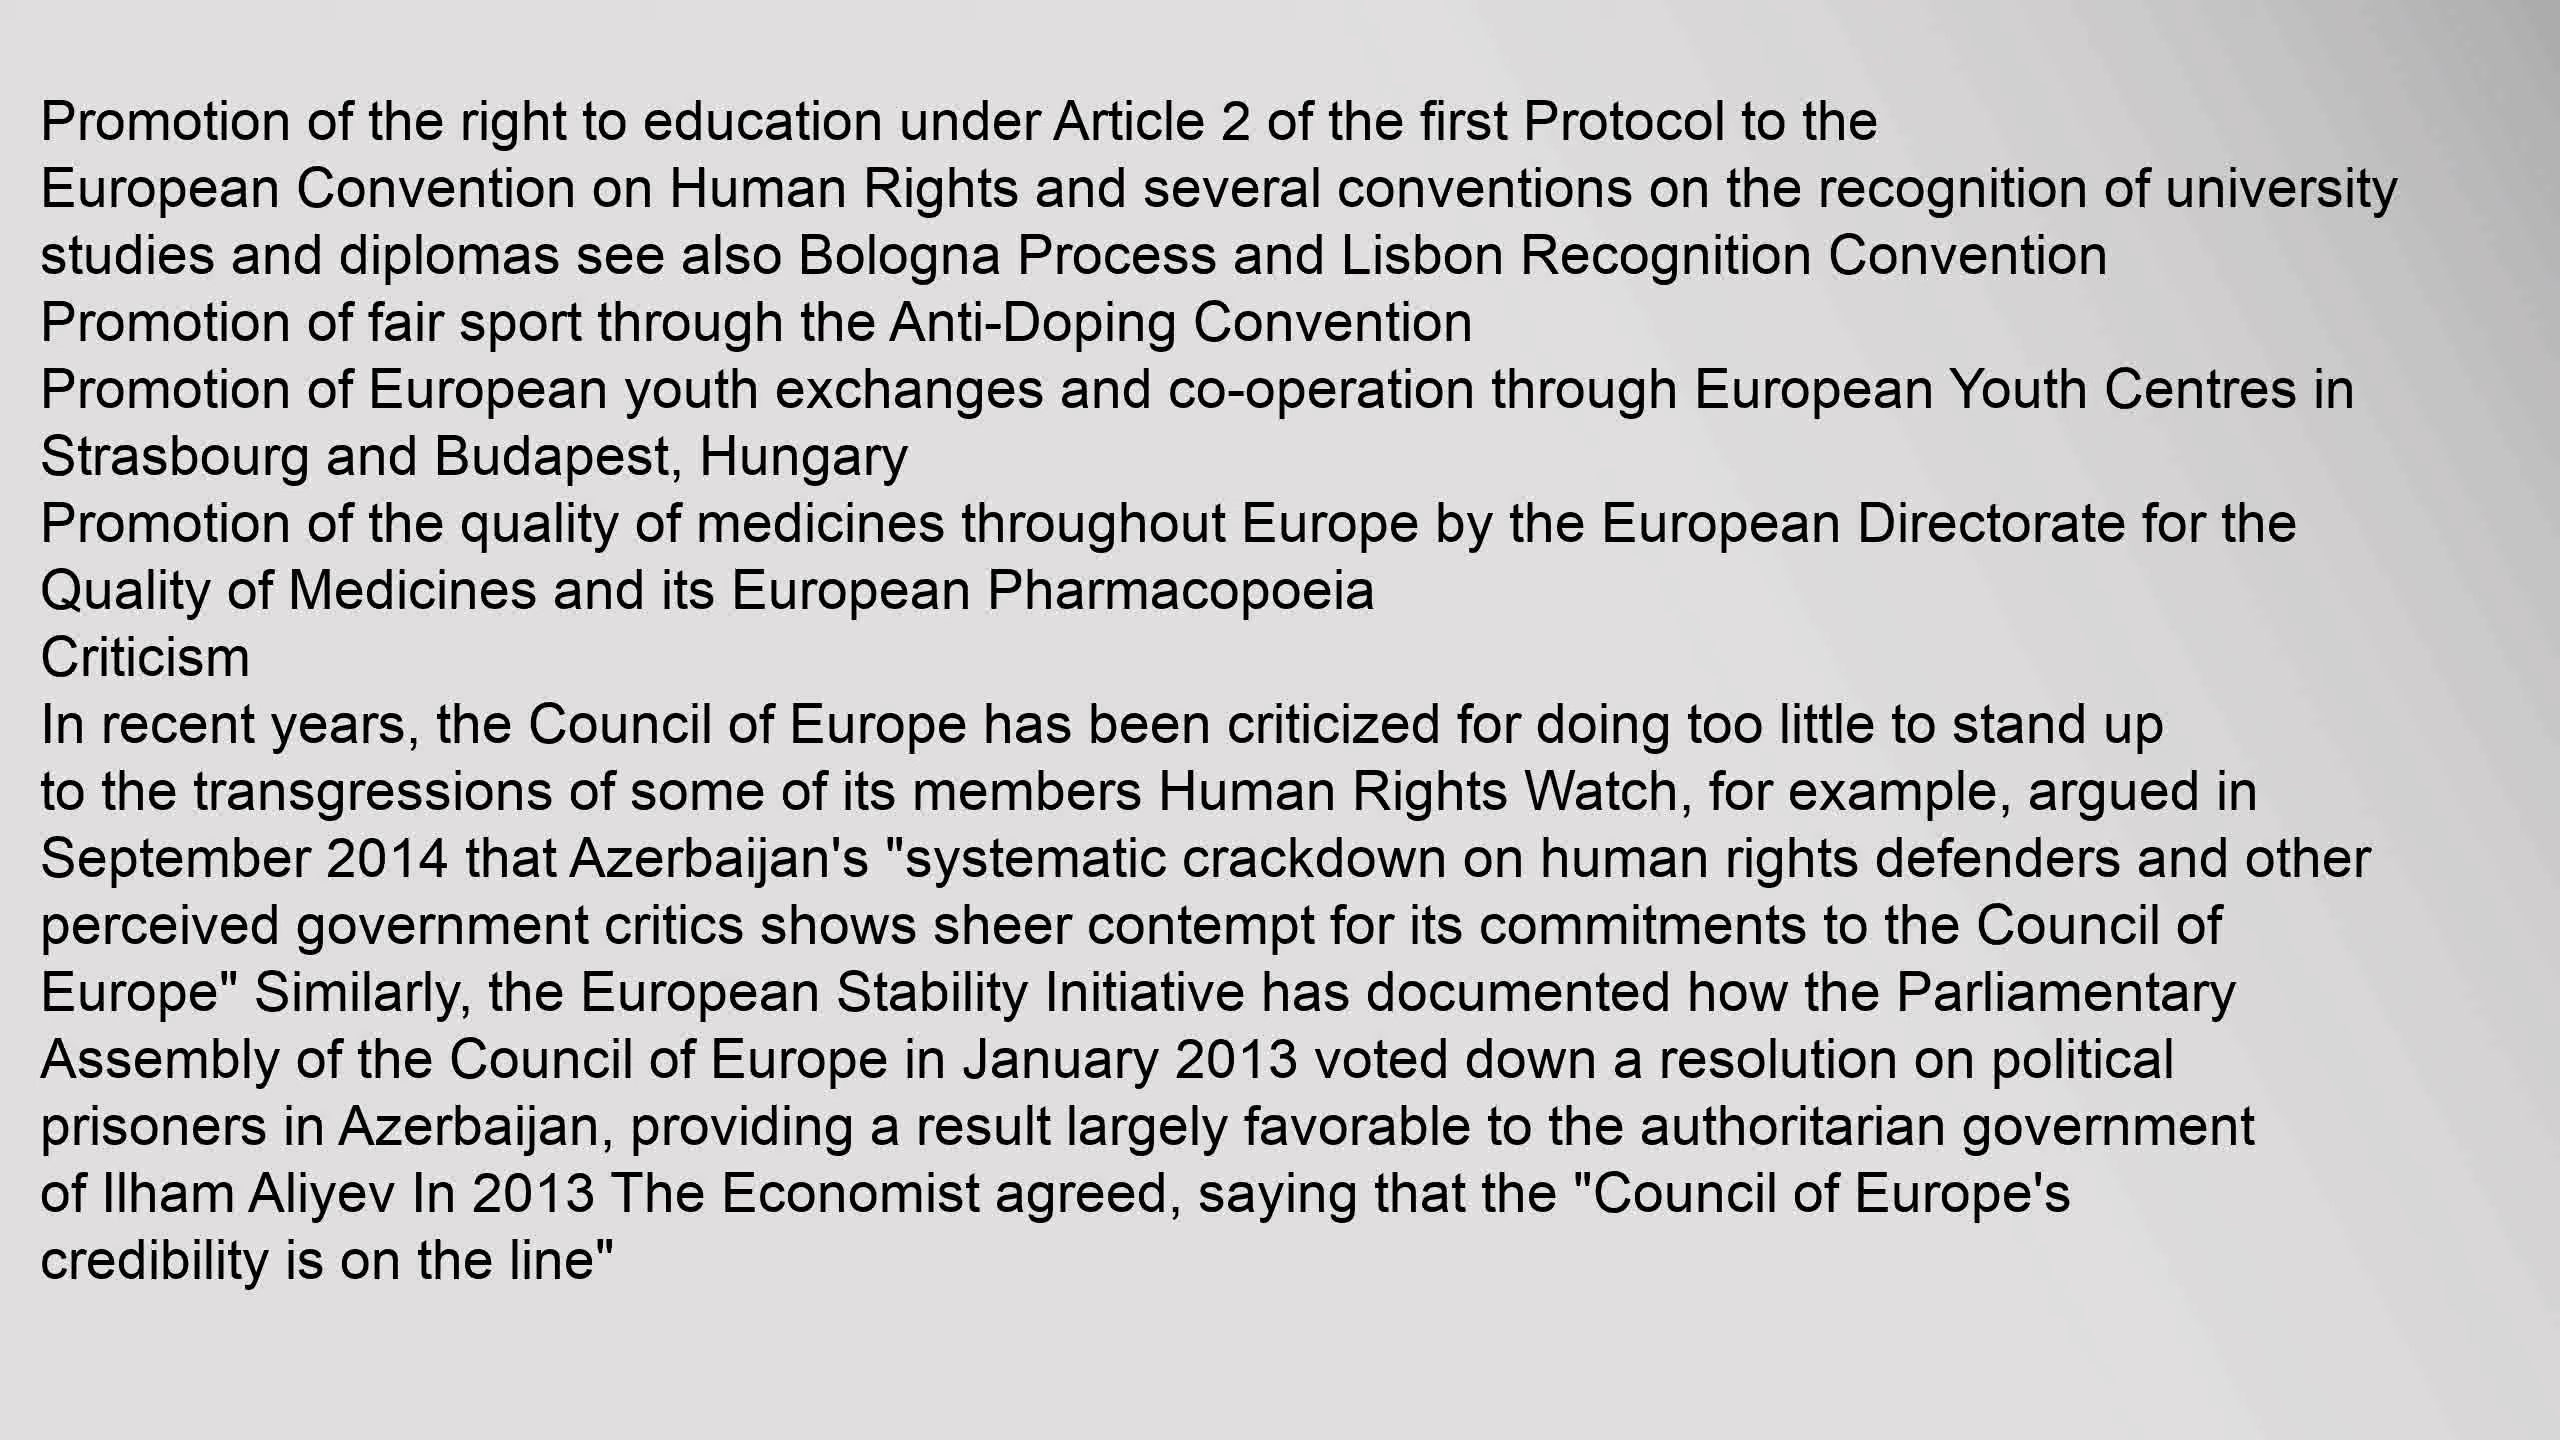 Promotion of the right to education under Article 2 of the first Protocol to the
European Convention on Human Rights and several conventions on the recognition of university
studies and diplomas see also Bologna Process and Lisbon Recognition Convention
Promotion of fair sport through the Anti-Doping Convention
Promotion of European youth exchanges and co-operation through European Youth Centres in
Strasbourg and Budapest, Hungary
Promotion of the quality of medicines throughout Europe by the European Directorate for the
Quality of Medicines and its European Pharmacopoeia
Criticism
In recent years, the Council of Europe has been criticized for doing too little to stand up
to the transgressions of some of its members Human Rights Watch, for example, argued in
September 2014 that Azerbaijan's "systematic crackdown on human rights defenders and other
perceived government critics shows sheer contempt for its commitments to the Council of
Europe" Similarly, the European Stability Initiative has documented how the Parliamentary
Assembly of the Council of Europe in January 2013 voted down a resolution on political
prisoners in Azerbaijan, providing a result largely favorable to the authoritarian government
of Ilham Aliyev In 2013 The Economist agreed, saying that the "Council of Europe's
credibility is on the line"